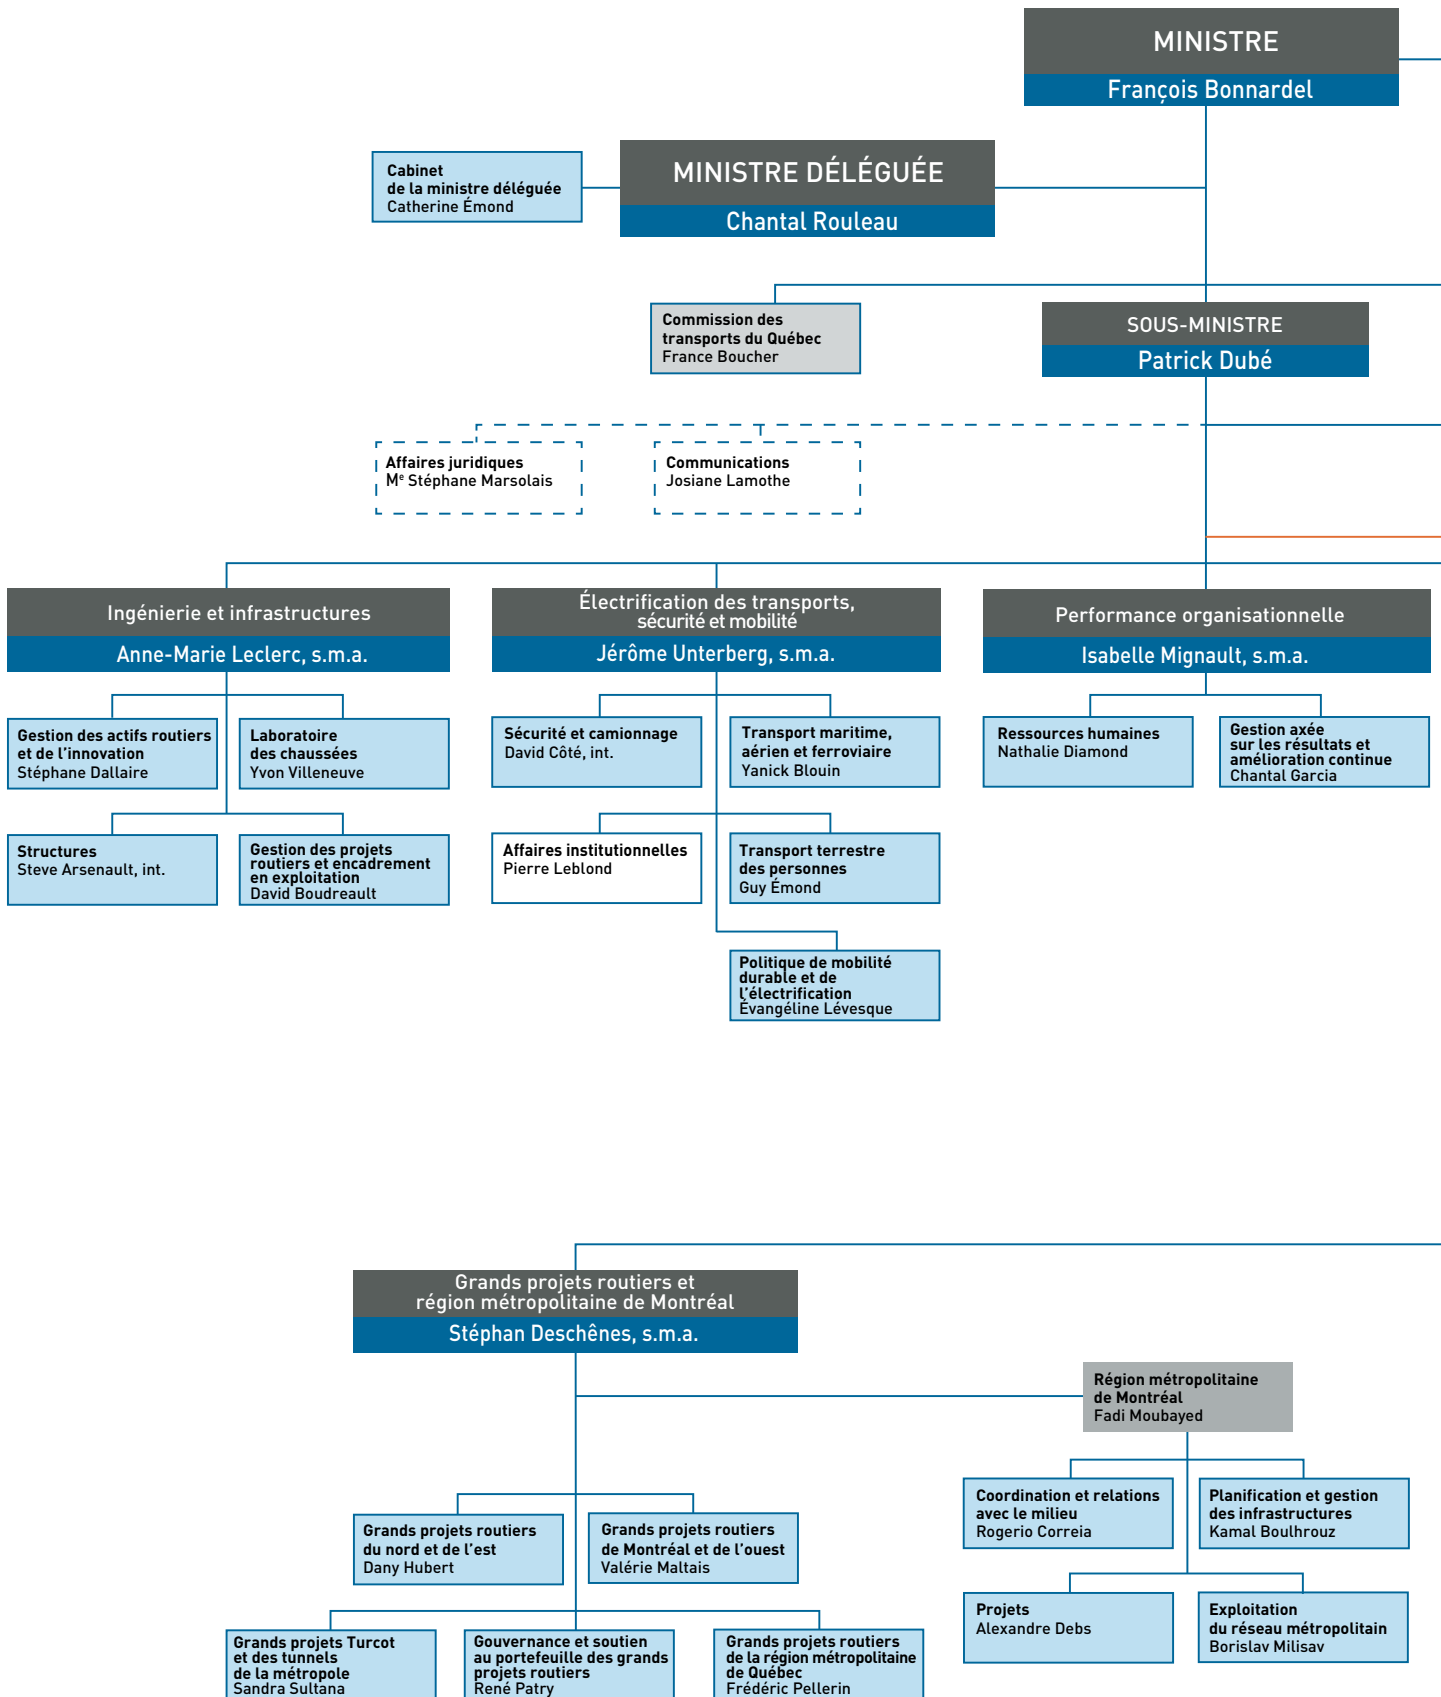 MINISTRE
François Bonnardel
Cabinet
de la ministre déléguée
Catherine Émond
MINISTRE DÉLÉGUÉE
Chantal Rouleau
Commission des
transports du Québec
France Boucher
SOUS-MINISTRE
Patrick Dubé
Affaires juridiques
Me Stéphane Marsolais
Communications
Josiane Lamothe
Ingénierie et infrastructures
Anne-Marie Leclerc, s.m.a.
Gestion des actifs routiers
et de l'innovation
Stéphane Dallaire
Laboratoire
des chaussées
Yvon Villeneuve
Structures
Steve Arsenault, int.
Gestion des projets
routiers et encadrement
en exploitation
David Boudreault
Électrification des transports,
sécurité et mobilité
Jérôme Unterberg, s.m.a.
Sécurité et camionnage
David Côté, int.
Transport maritime,
aérien et ferroviaire
Yanick Blouin
Affaires institutionnelles
Pierre Leblond
Transport terrestre
des personnes
Guy Émond
Politique de mobilité
durable et de
l'électrification
Évangéline Lévesque
Performance organisationnelle
Isabelle Mignault, s.m.a.
Ressources humaines
Nathalie Diamond
Gestion axée
sur les résultats et
amélioration continue
Chantal Garcia
Grands projets routiers et
région métropolitaine de Montréal
Stéphan Deschênes, s.m.a.
Région métropolitaine
de Montréal
Fadi Moubayed
Coordination et relations
avec le milieu
Rogerio Correia
Planification et gestion
des infrastructures
Kamal Boulhrouz
Projets
Alexandre Debs
Exploitation
du réseau métropolitain
Borislav Milisav
Grands projets routiers
du nord et de l'est
Dany Hubert
Grands projets routiers
de Montréal et de l'ouest
Valérie Maltais
Grands projets Turcot
et des tunnels
de la métropole
Sandra Sultana
Gouvernance et soutien
au portefeuille des grands
projets routiers
René Patry
Grands projets routiers
de la région métropolitaine
de Québec
Frédéric Pellerin